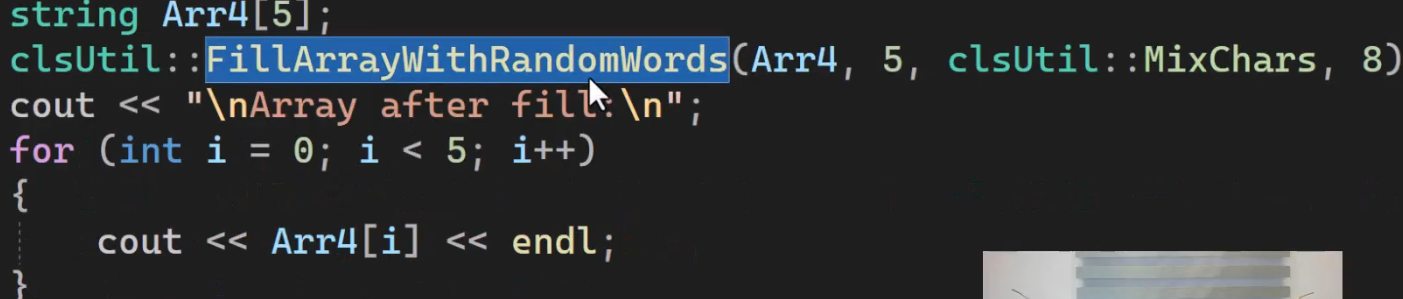 string Arr4[5];
clsUtil::FillArrayWithRandomWords(Arr4, 5, clsUtil::MixChars, 8)
cout << "\nArray after fill:\n";
for (int i = 0; i < 5; i++)
{
    cout << Arr4[i] << endl;
}